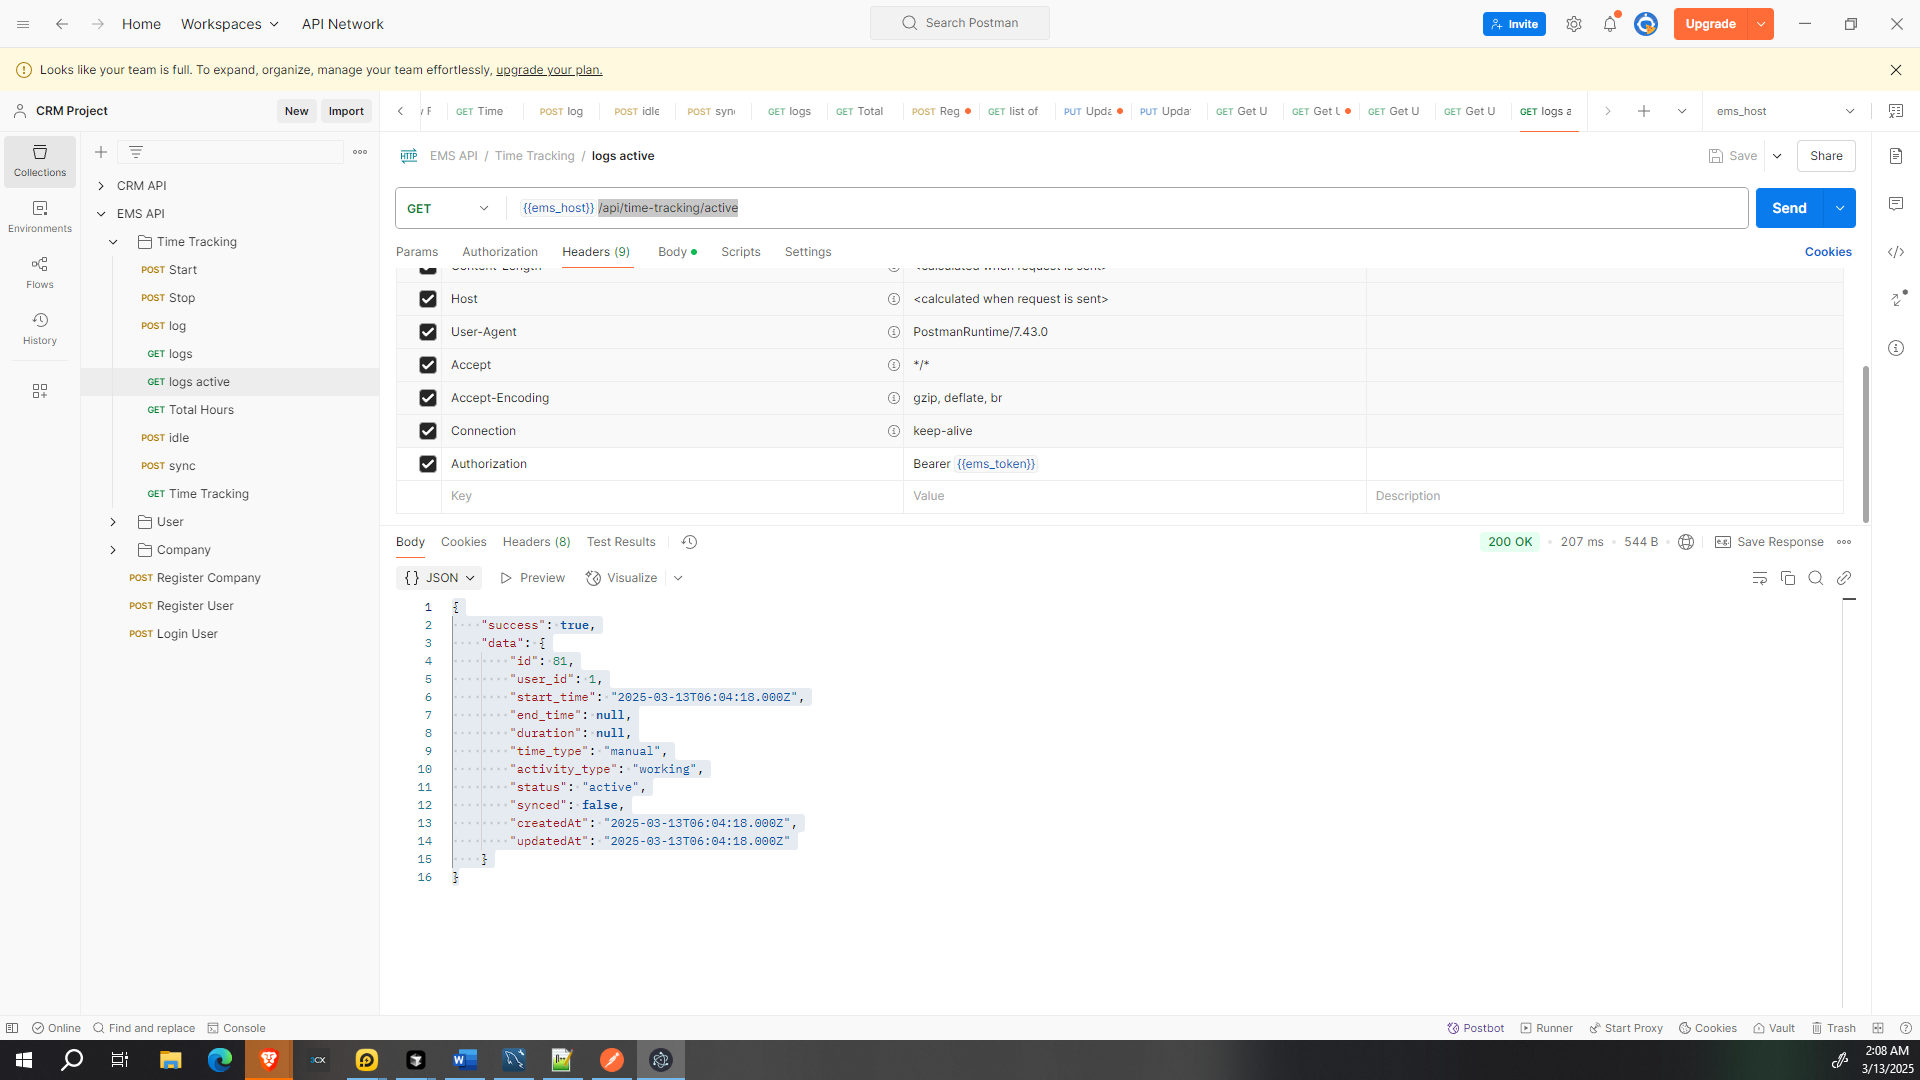 Home
Workspaces
API Network
Search Postman
Invite
Upgrade
Looks like your team is full. To expand, organize, manage your team effortlessly, upgrade your plan.
CRM Project
New
Import
GET Time
POST log
POST idle
POST sync
GET logs
GET Total
POST Reg
GET list of
PUT Upda
PUT Upda
GET Get U
GET Get U
GET Get U
GET Get U
GET logs a
ems_host
Collections
Environments
Flows
History
CRM API
EMS API
Time Tracking
POST Start
POST Stop
POST log
GET logs
GET logs active
GET Total Hours
POST idle
POST sync
GET Time Tracking
User
Company
POST Register Company
POST Register User
POST Login User
HTTP EMS API / Time Tracking / logs active
Save
Share
GET {{ems_host}} /api/time-tracking/active
Send
Params Authorization Headers (9) Body Scripts Settings
Cookies
Content-Length <calculated when request is sent>
Host <calculated when request is sent>
User-Agent PostmanRuntime/7.43.0
Accept */*
Accept-Encoding gzip, deflate, br
Connection keep-alive
Authorization Bearer {{ems_token}}
Key Value Description
Body Cookies Headers (8) Test Results
200 OK • 207 ms • 544 B
e.g. Save Response
{} JSON Preview Visualize
1 {
2 "success": true,
3 "data": {
4 "id": 81,
5 "user_id": 1,
6 "start_time": "2025-03-13T06:04:18.000Z",
7 "end_time": null,
8 "duration": null,
9 "time_type": "manual",
10 "activity_type": "working",
11 "status": "active",
12 "synced": false,
13 "createdAt": "2025-03-13T06:04:18.000Z",
14 "updatedAt": "2025-03-13T06:04:18.000Z"
15 }
16 }
Online Find and replace Console
Postbot Runner Start Proxy Cookies Vault Trash
3CX
2:08 AM
3/13/2025